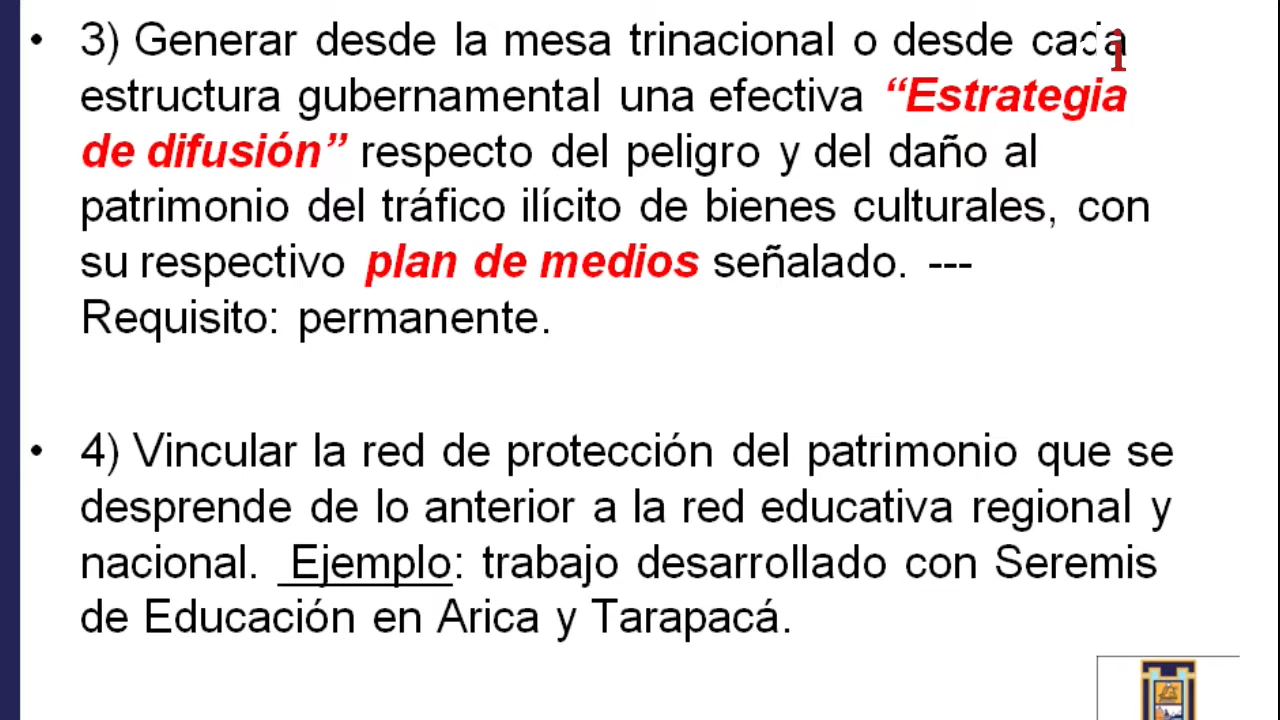 • 3) Generar desde la mesa trinacional o desde cada
estructura gubernamental una efectiva “Estrategia
de difusión” respecto del peligro y del daño al
patrimonio del tráfico ilícito de bienes culturales, con
su respectivo plan de medios señalado. ---
Requisito: permanente.
• 4) Vincular la red de protección del patrimonio que se
desprende de lo anterior a la red educativa regional y
nacional. Ejemplo: trabajo desarrollado con Seremis
de Educación en Arica y Tarapacá.